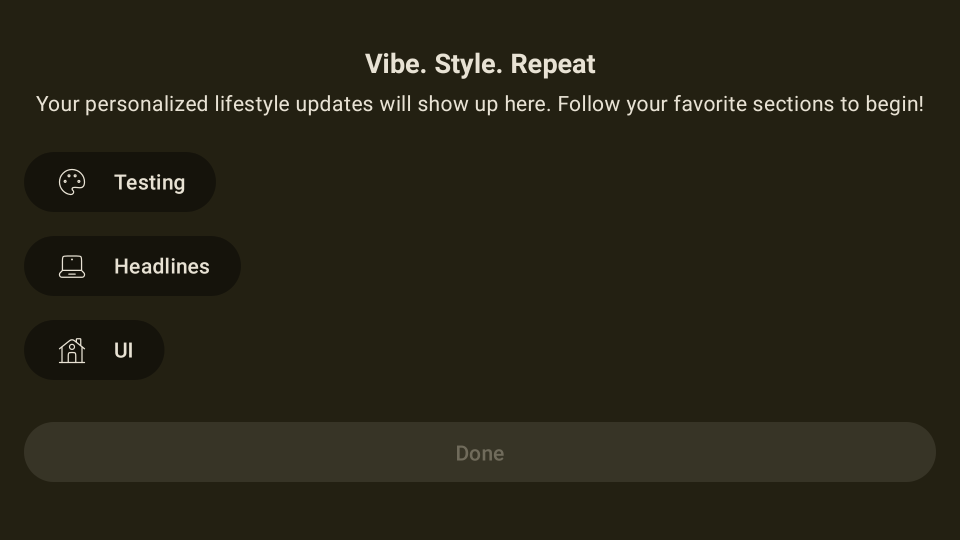 Vibe. Style. Repeat
Your personalized lifestyle updates will show up here. Follow your favorite sections to begin!
Testing
Headlines
UI
Done